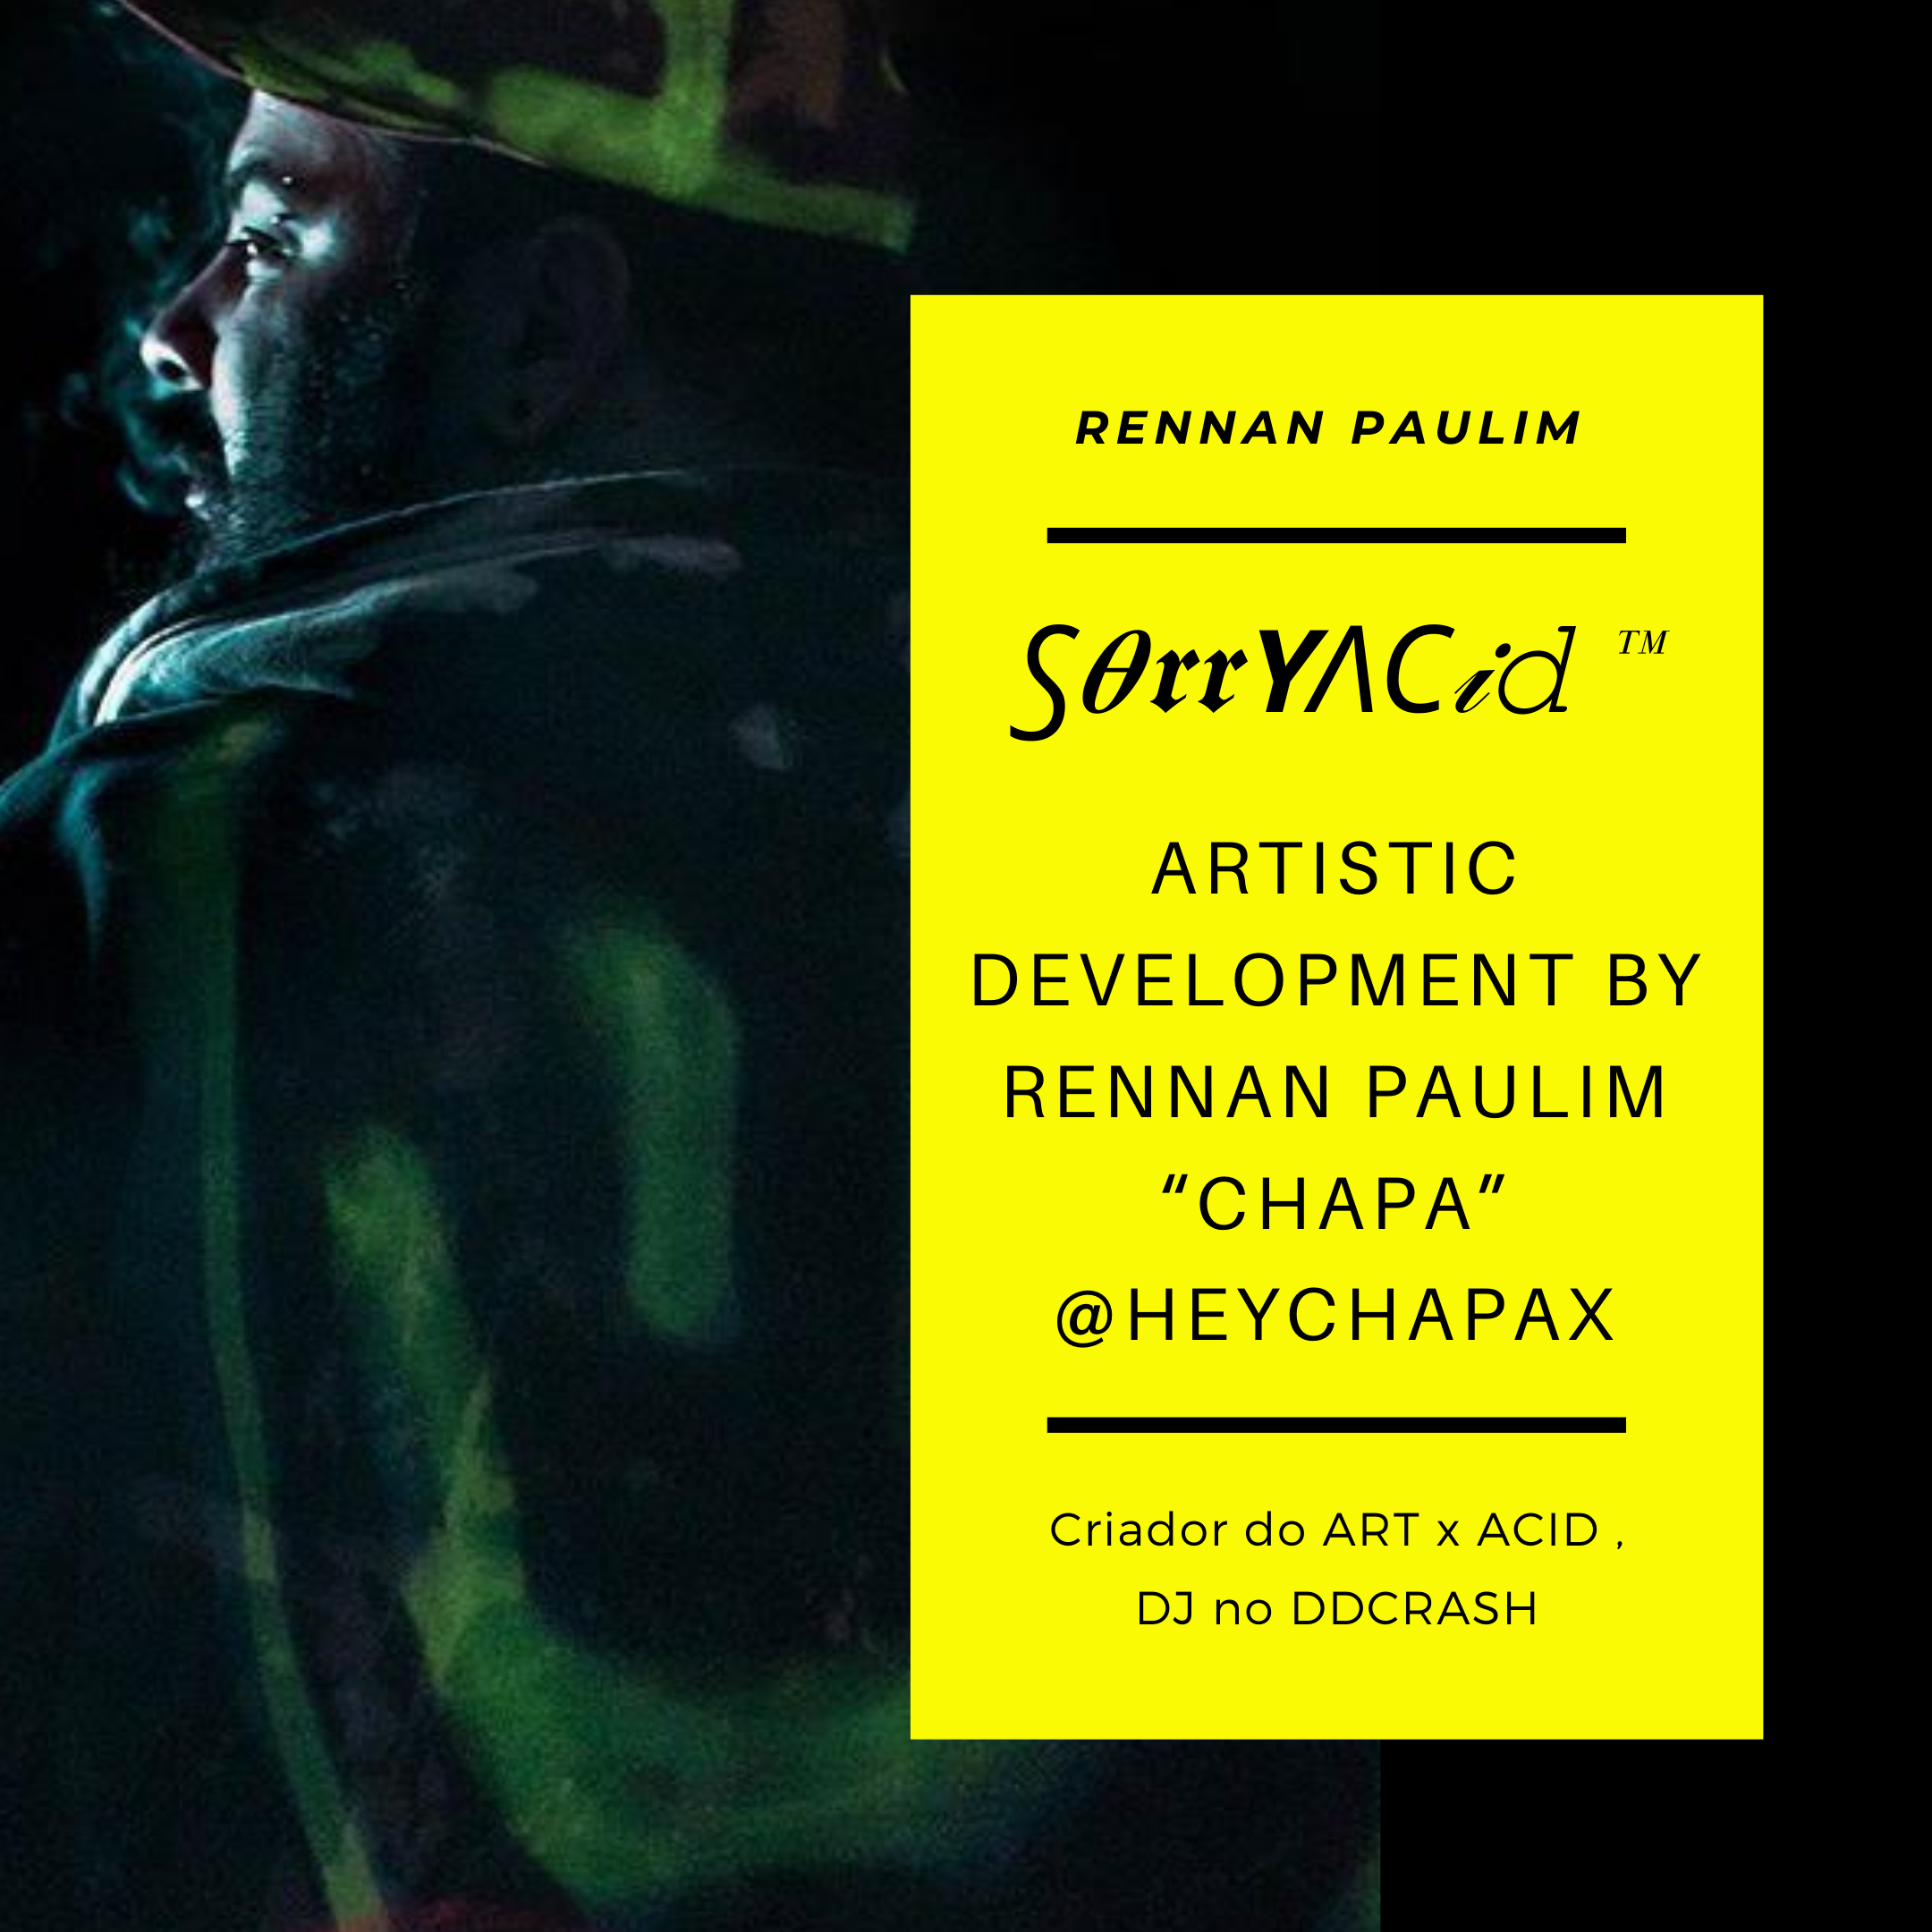 RENNAN PAULIM
SθrrYΛCid ™
ARTISTIC
DEVELOPMENT BY
RENNAN PAULIM
“CHAPA”
@HEYCHAPAX
Criador do ART x ACID ,
DJ no DDCRASH